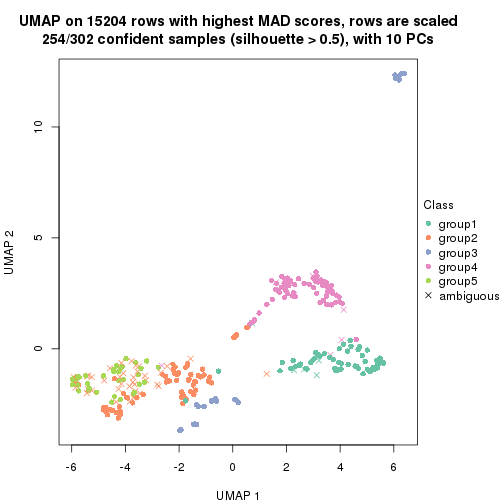 UMAP on 15204 rows with highest MAD scores, rows are scaled
254/302 confident samples (silhouette > 0.5), with 10 PCs
10
5
0
UMAP 2
-6 -4 -2 0 2 4 6
UMAP 1
Class
group1
group2
group3
group4
group5
ambiguous